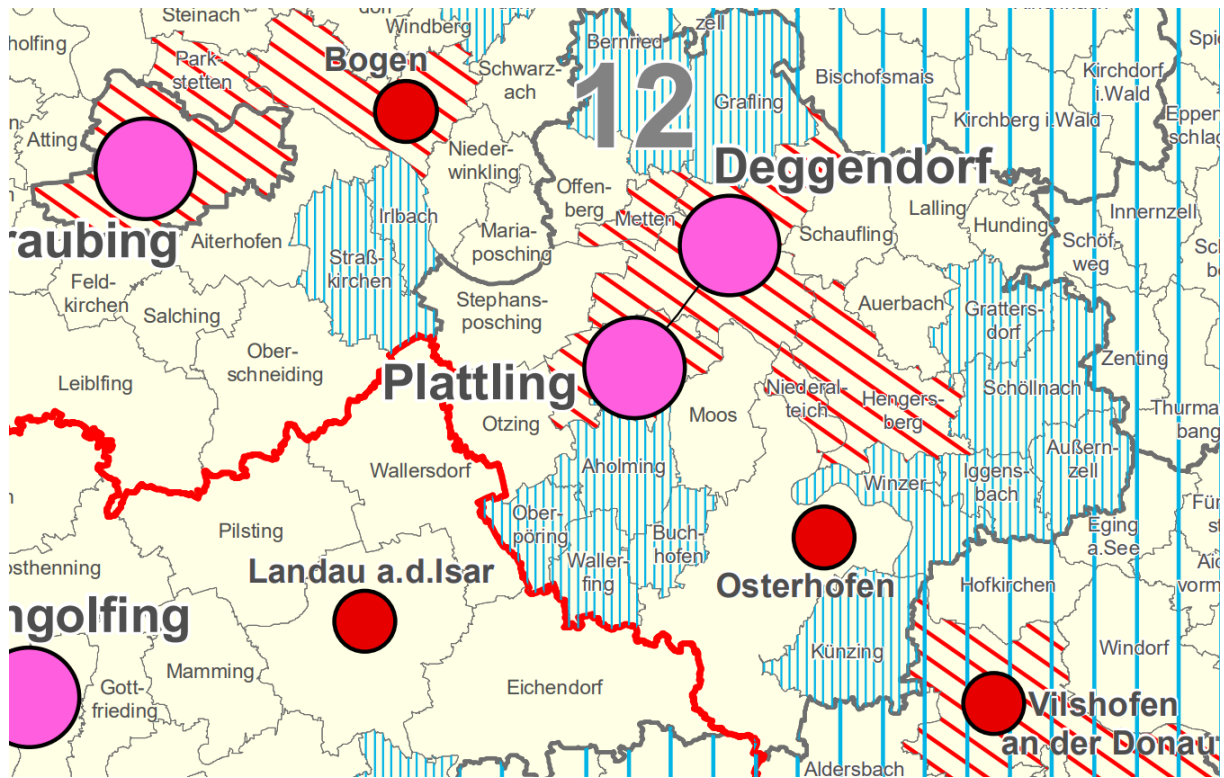 Steinach
Windberg
zell
Bernried
holfing
Park-
stetten
Bogen
Schwarz-
ach
12
Grafling
Bischofsmais
Kirchdorf
i.Wald
Kirchberg i.Wald
Eppen
schlag
Atting
Nieder-
winkling
Offen-
berg
Deggendorf
Metten
Lalling
Hunding
Innernzell
Schaufling
Schöf-
weg
raubing
Aiterhofen
Irlbach
Straß-
kirchen
Maria-
posching
Feld-
kirchen
Salching
Stephans-
posching
Auerbach
Gratters-
dorf
Zenting
Ober-
schneiding
Leiblfing
Plattling
Otzing
Moos
Niederal-
teich
Hengers-
berg
Schöllnach
Thurma
bang
Außern-
zell
Wallersdorf
Aholming
Winzer
Iggens-
bach
Pilsting
Ober-
pöring
Buch-
hofen
Waller-
fing
Eging
a.See
Landau a.d.Isar
Osterhofen
Hofkirchen
osthenning
ngolfing
Mamming
Gott-
frieding
Eichendorf
Künzing
Windorf
Vilshofen
an der Donau
Aldersbach